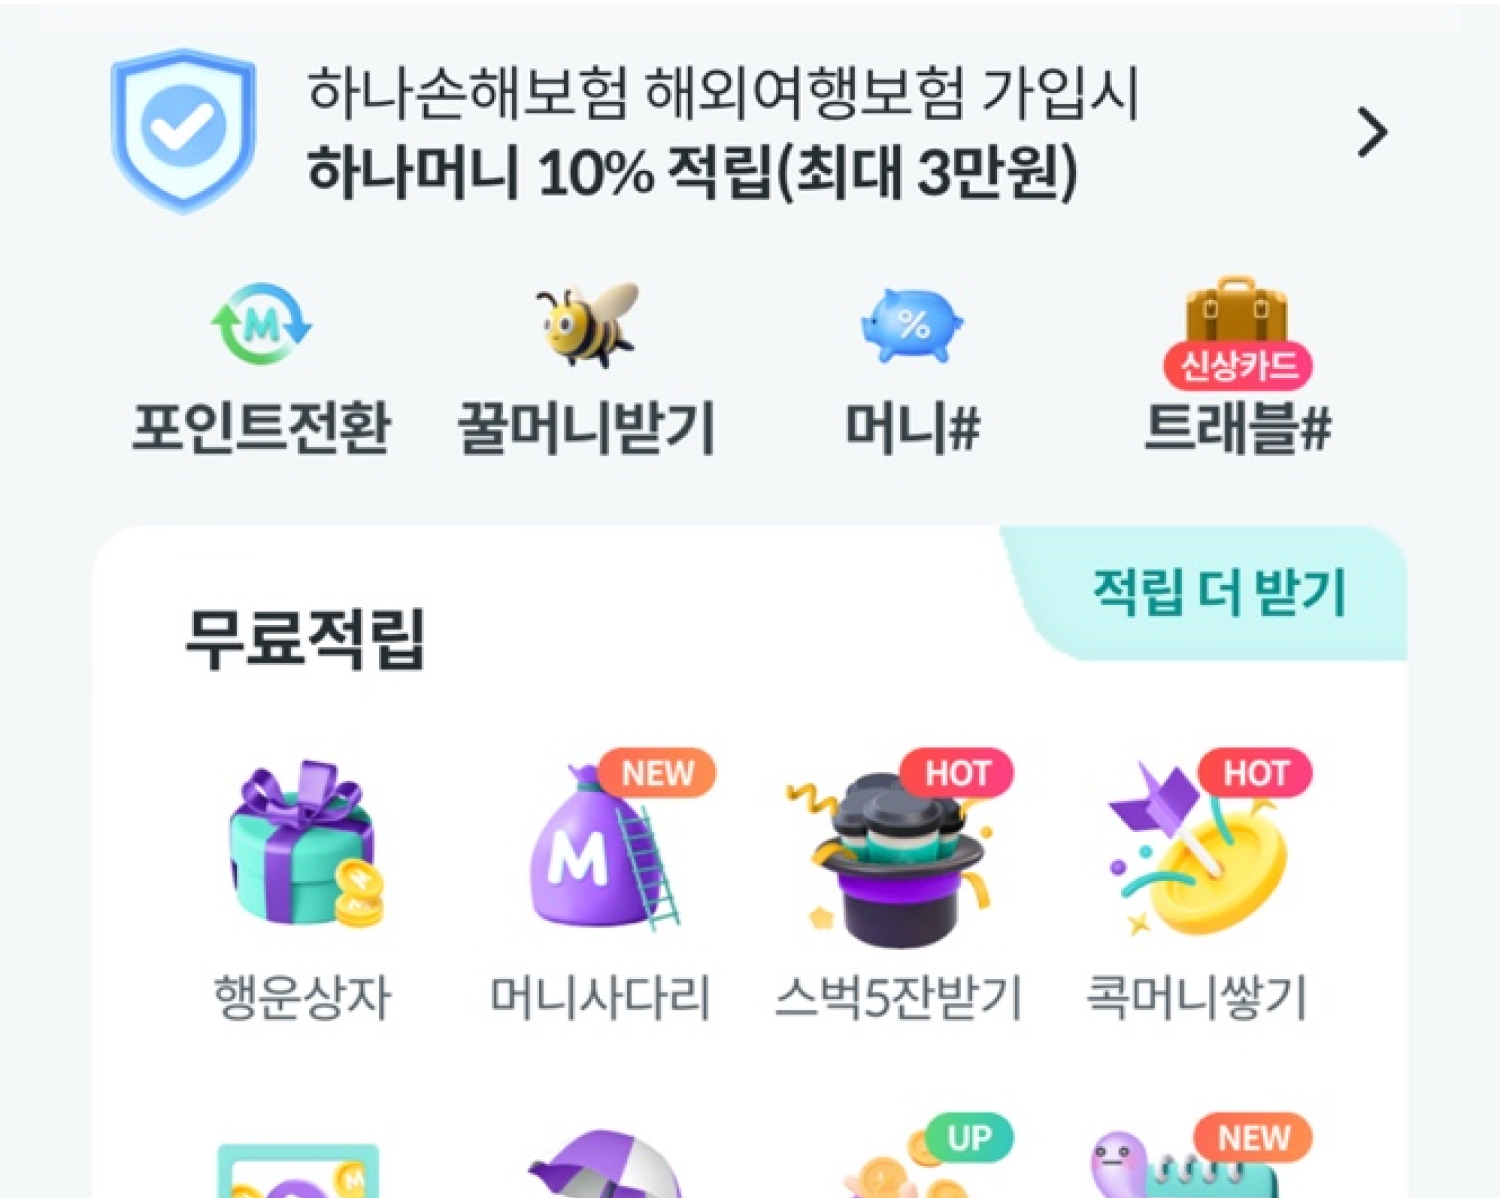 하나손해보험 해외여행보험 가입시
하나머니 10% 적립(최대 3만원)
M
%
신상카드
포인트전환
꿀머니받기
머니#
트래블#
적립 더 받기
무료적립
NEW
HOT
HOT
M
M
M
행운상자
머니사다리
스벅5잔받기
콕머니쌓기
UP
NEW
M